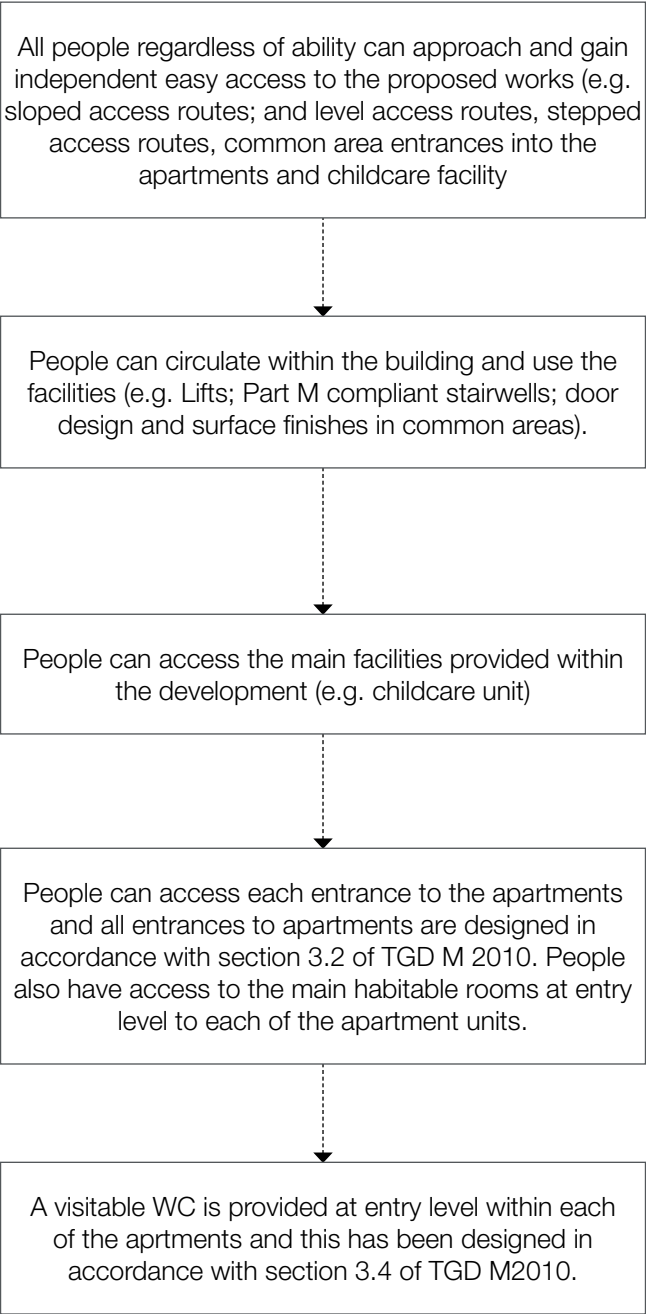 All people regardless of ability can approach and gain
independent easy access to the proposed works (e.g.
sloped access routes; and level access routes, stepped
access routes, common area entrances into the
apartments and childcare facility
People can circulate within the building and use the
facilities (e.g. Lifts; Part M compliant stairwells; door
design and surface finishes in common areas).
People can access the main facilities provided within
the development (e.g. childcare unit)
People can access each entrance to the apartments
and all entrances to apartments are designed in
accordance with section 3.2 of TGD M 2010. People
also have access to the main habitable rooms at entry
level to each of the apartment units.
A visitable WC is provided at entry level within each
of the aprtments and this has been designed in
accordance with section 3.4 of TGD M2010.